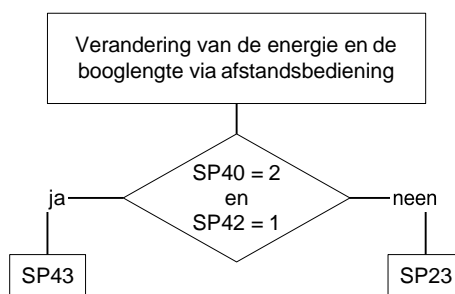 Verandering van de energie en de
booglengte via afstandsbediening
SP40 = 2
en
SP42 = 1
ja
neen
SP43
SP23